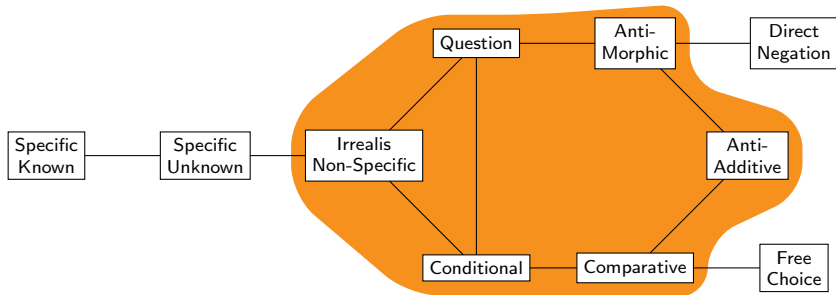 Question
Anti-
Morphic
Direct
Negation
Specific
Known
Specific
Unknown
Irrealis
Non-Specific
Anti-
Additive
Conditional
Comparative
Free
Choice